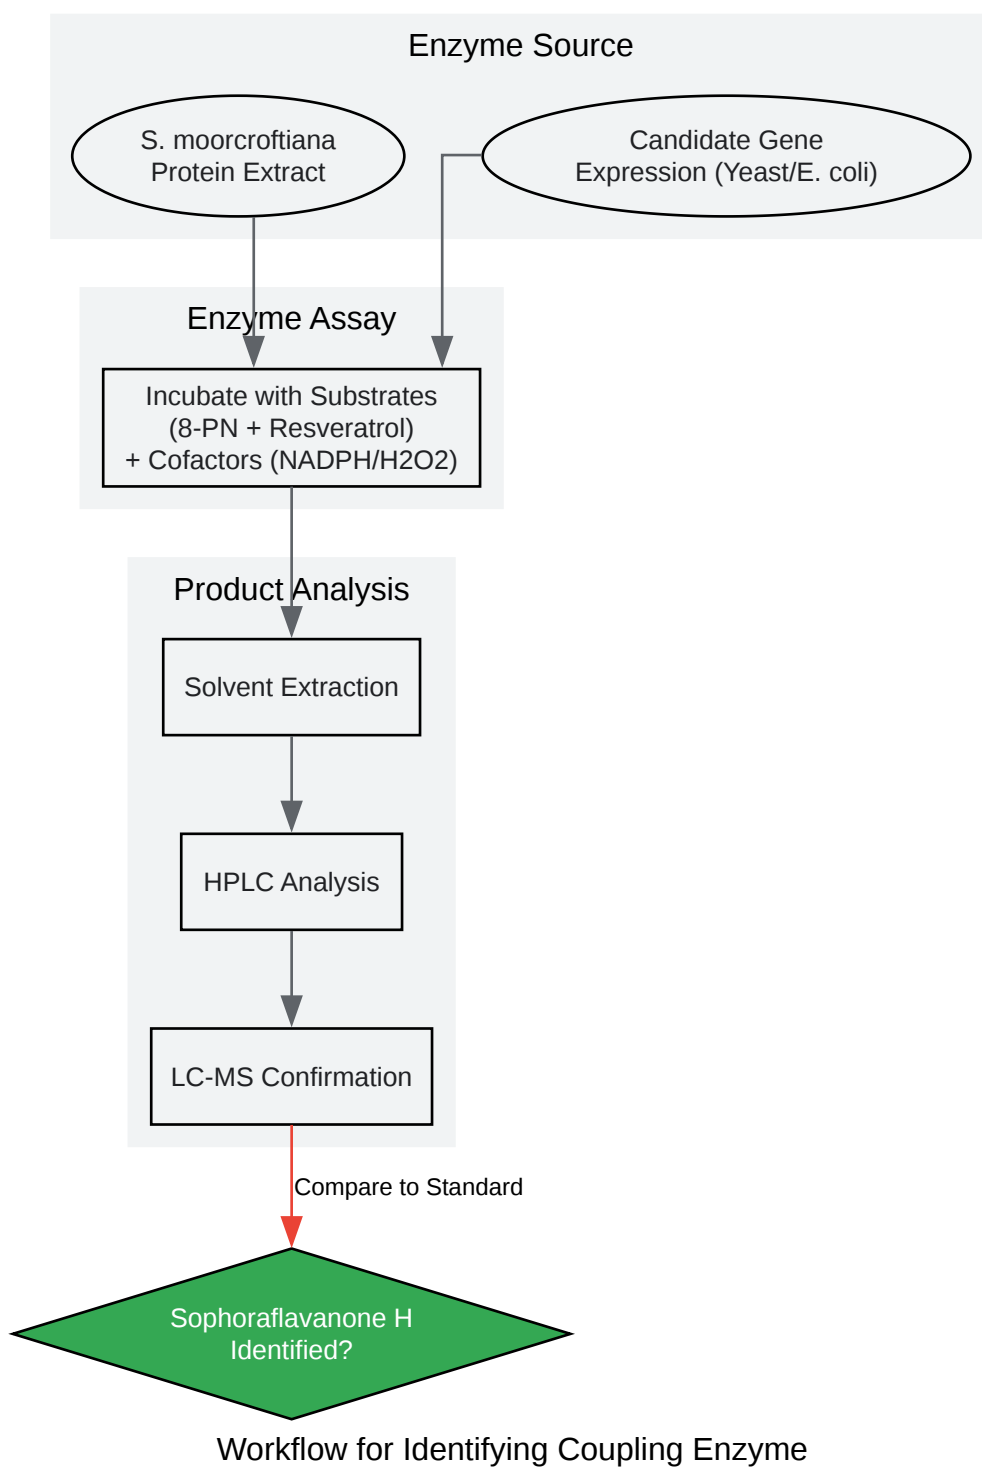 Enzyme Source
S. moorcroftiana
Protein Extract
Candidate Gene
Expression (Yeast/E. coli)
Enzyme Assay
Incubate with Substrates
(8-PN + Resveratrol)
+ Cofactors (NADPH/H2O2)
Product Analysis
Solvent Extraction
HPLC Analysis
LC-MS Confirmation
Compare to Standard
Sophoraflavanone H
Identified?
Workflow for Identifying Coupling Enzyme